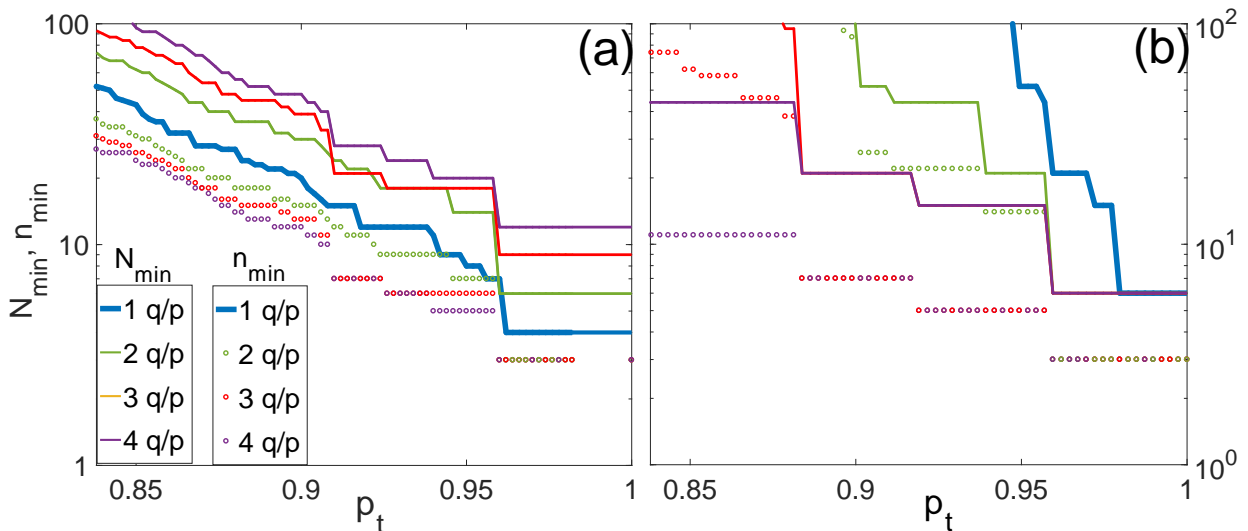 100
(a)
10
N_min, n_min
N_min
1 q/p
2 q/p
3 q/p
4 q/p
n_min
1 q/p
2 q/p
3 q/p
4 q/p
1
0.85
0.9
0.95
1
p_t
(b)
10^2
10^1
10^0
0.85
0.9
0.95
1
p_t